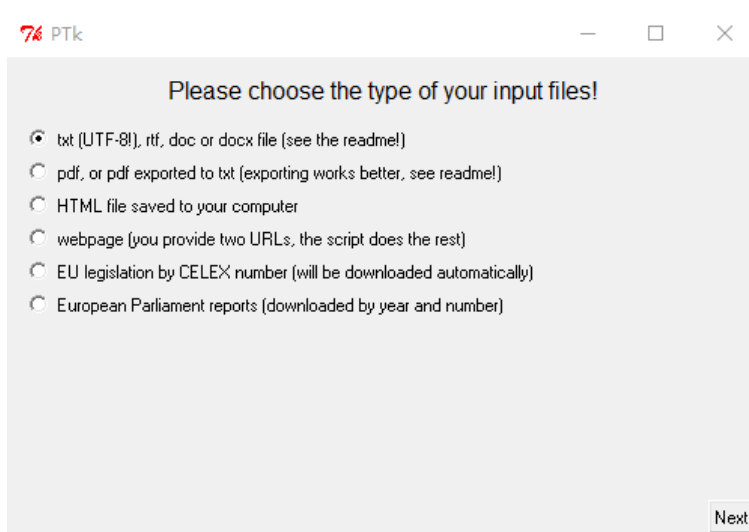 PTk
Please choose the type of your input files!
txt (UTF-8!), rtf, doc or docx file (see the readme!)
pdf, or pdf exported to txt (exporting works better, see readme!)
HTML file saved to your computer
webpage (you provide two URLs, the script does the rest)
EU legislation by CELEX number (will be downloaded automatically)
European Parliament reports (downloaded by year and number)
Next